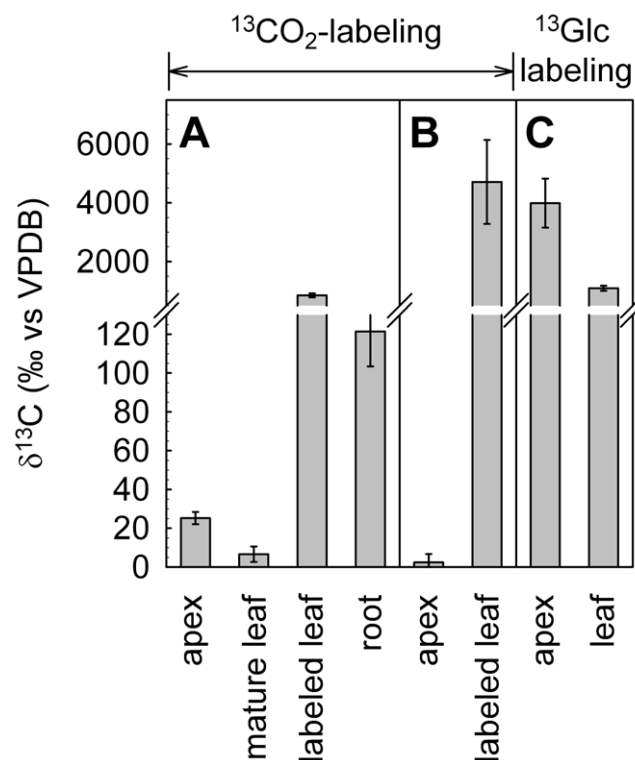 ¹³CO₂-labeling
¹³Glc
labeling
A
B
C
δ¹³C (‰ vs VPDB)
6000
4000
2000
120
100
80
60
40
20
0
apex
mature leaf
labeled leaf
root
apex
labeled leaf
apex
leaf